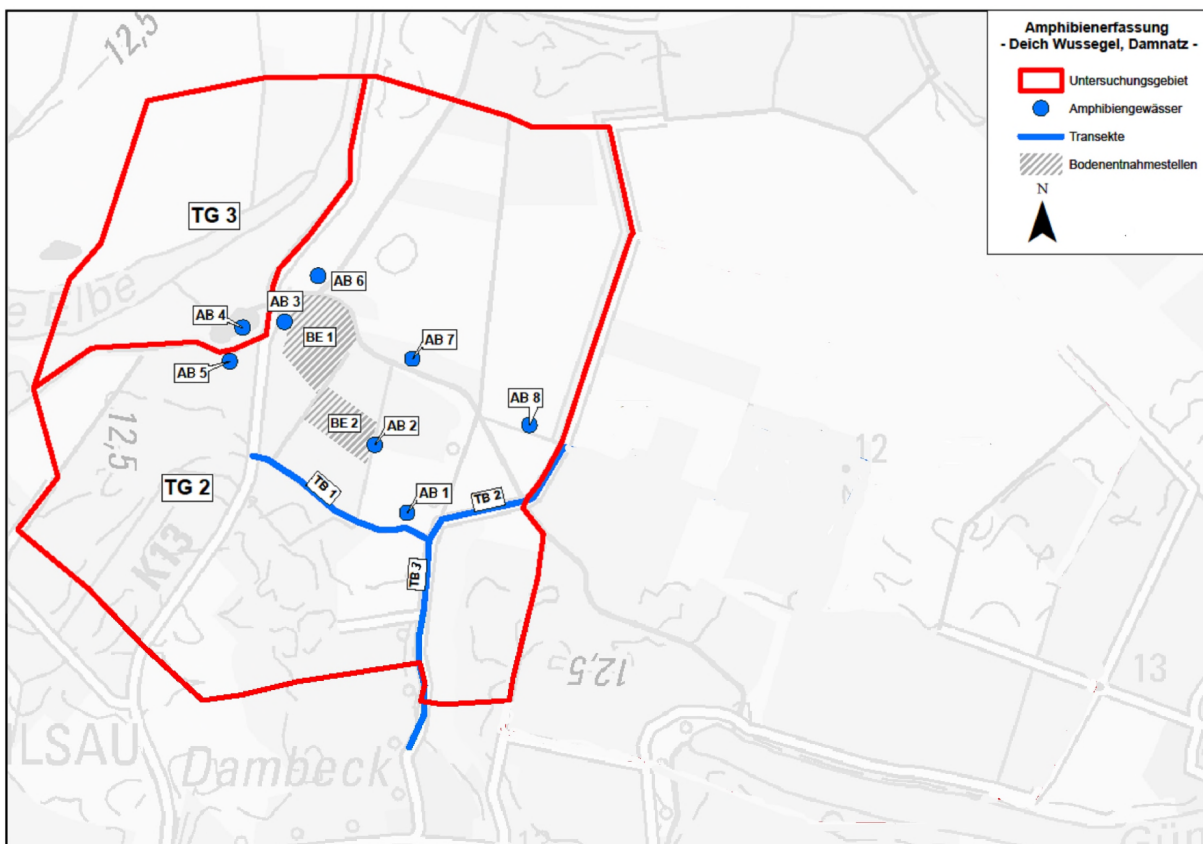 12,5
Amphibienerfassung
- Deich Wussegel, Damnatz -
Untersuchungsgebiet
Amphibiengewässer
Transekte
Bodenentnahmestellen
N
TG 3
AB 6
e Elbe
AB 3
AB 4
BE 1
AB 7
AB 5
AB 8
12,5
BE 2
AB 2
12
TG 2
TB 1
AB 1
TB 2
K13
TB 3
12,5
13
LSAU
Dambeck
13